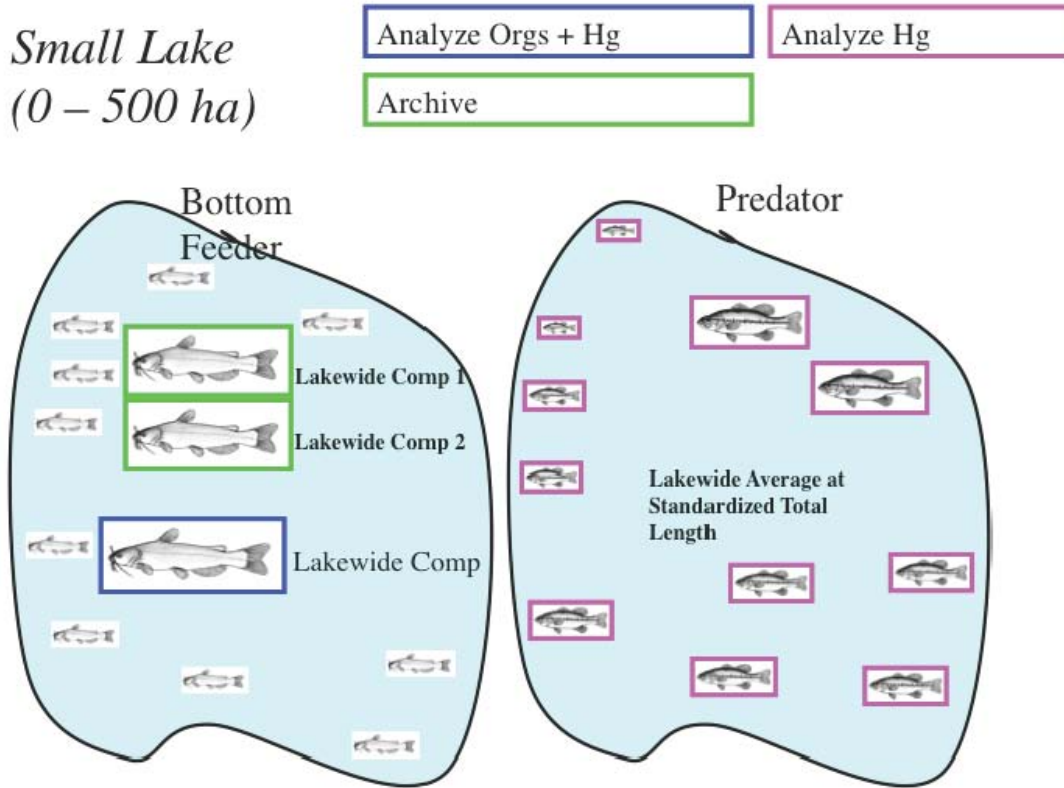 Small Lake
(0 – 500 ha)
Analyze Orgs + Hg
Analyze Hg
Archive
Bottom
Feeder
Lakewide Comp 1
Lakewide Comp 2
Lakewide Comp
Predator
Lakewide Average at
Standardized Total
Length